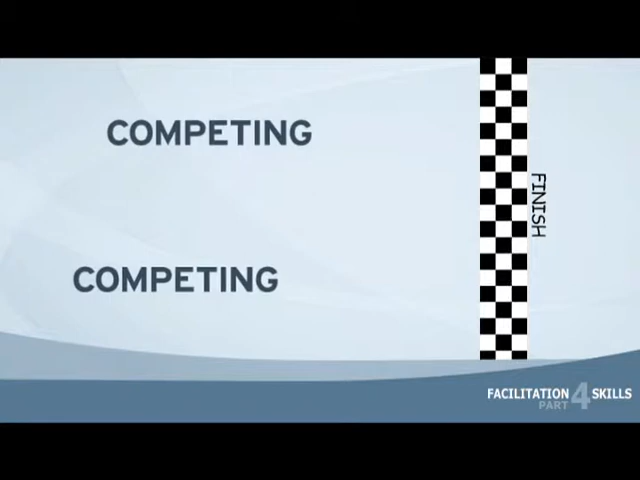 COMPETING
FINISH
COMPETING
FACILITATION 4 SKILLS
PART